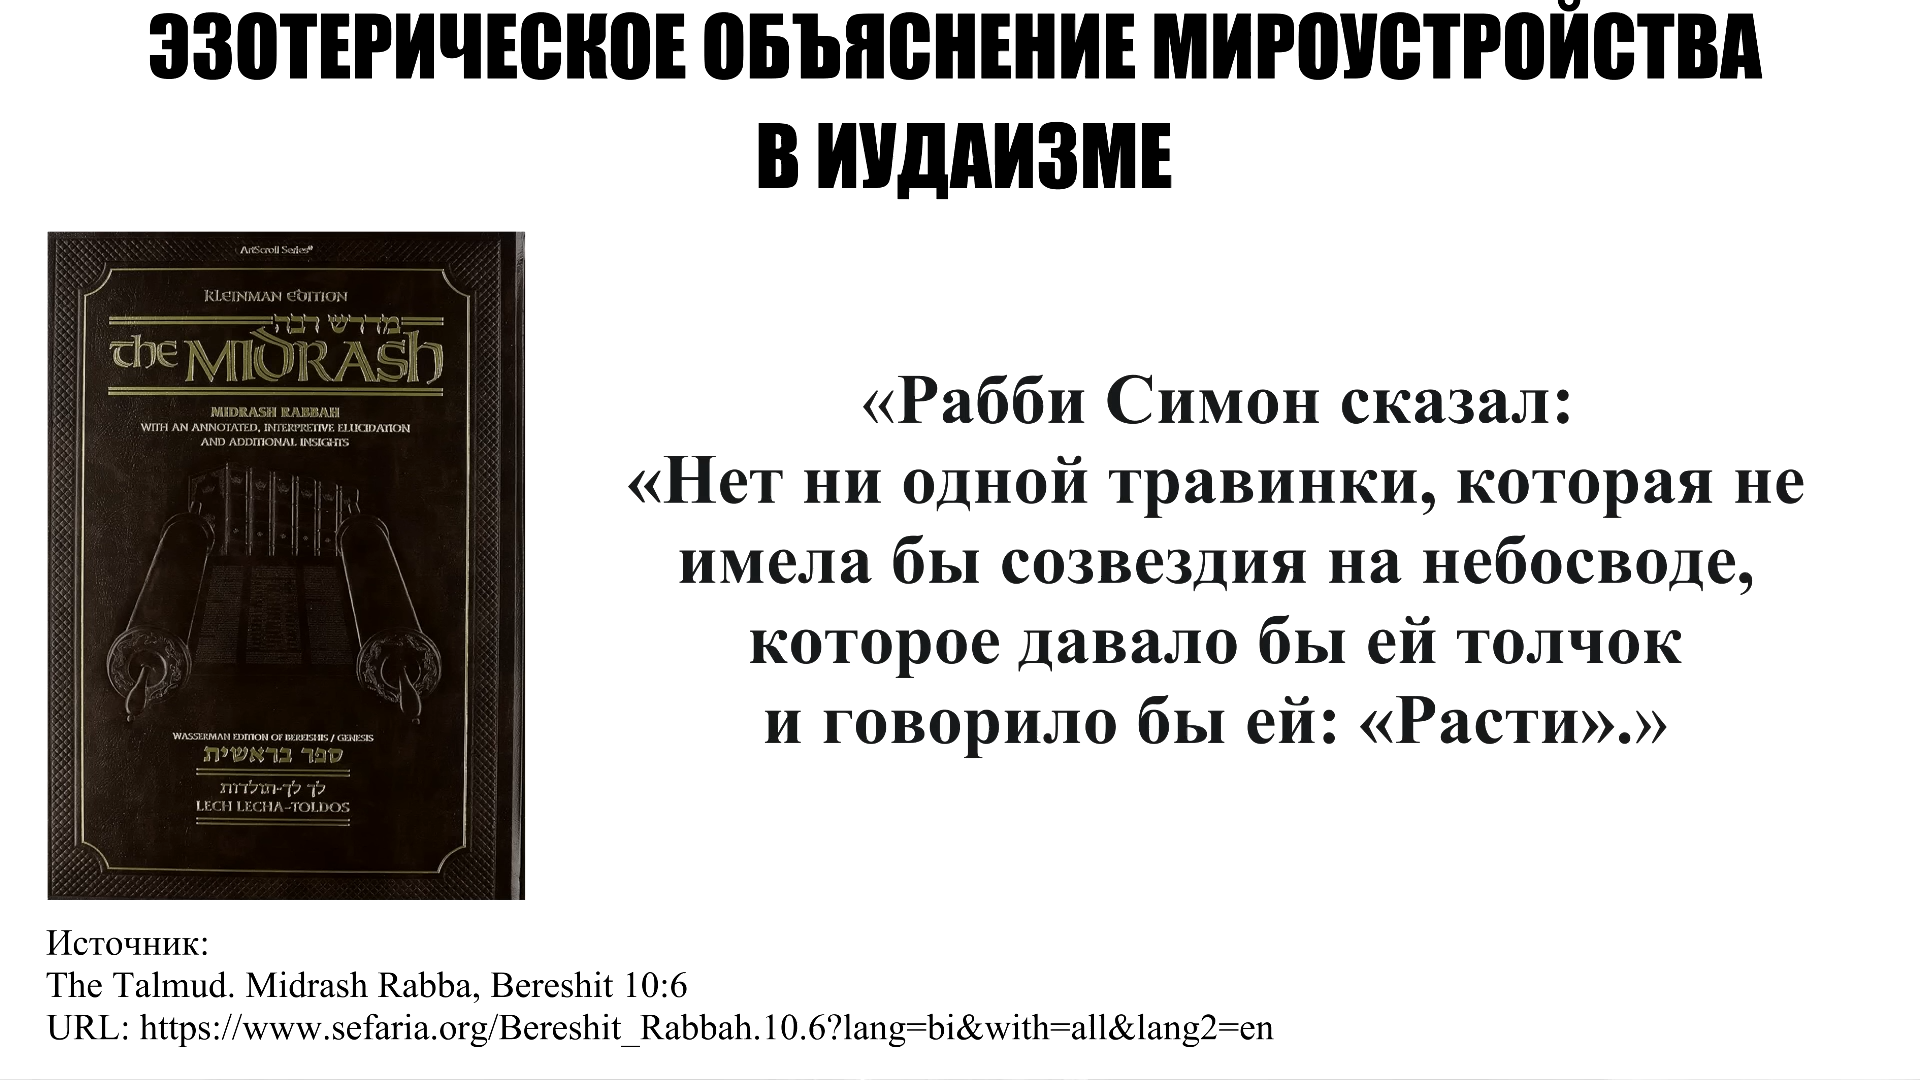 ЭЗОТЕРИЧЕСКОЕ ОБЪЯСНЕНИЕ МИРОУСТРОЙСТВА
В ИУДАИЗМЕ
ArtScroll Series®
KLEINMAN EDITION
מדרש רבה
the MIDRASH
MIDRASH RABBAH
WITH AN ANNOTATED, INTERPRETIVE ELUCIDATION
AND ADDITIONAL INSIGHTS
WASSERMAN EDITION OF BEREISHIS / GENESIS
ספר בראשית
לך לך-תולדות
LECH LECHA–TOLDOS
«Рабби Симон сказал:
«Нет ни одной травинки, которая не
имела бы созвездия на небосводе,
которое давало бы ей толчок
и говорило бы ей: «Расти».»
Источник:
The Talmud. Midrash Rabba, Bereshit 10:6
URL: https://www.sefaria.org/Bereshit_Rabbah.10.6?lang=bi&with=all&lang2=en